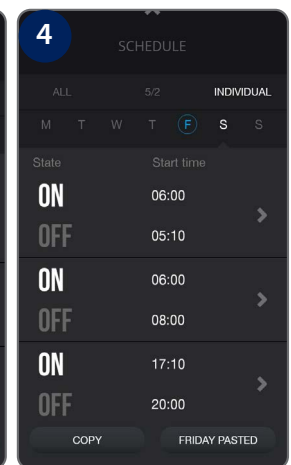 4
SCHEDULE
ALL 5/2 INDIVIDUAL
M T W T F S S
State Start time
ON 06:00
OFF 05:10
ON 06:00
OFF 08:00
ON 17:10
OFF 20:00
COPY FRIDAY PASTED